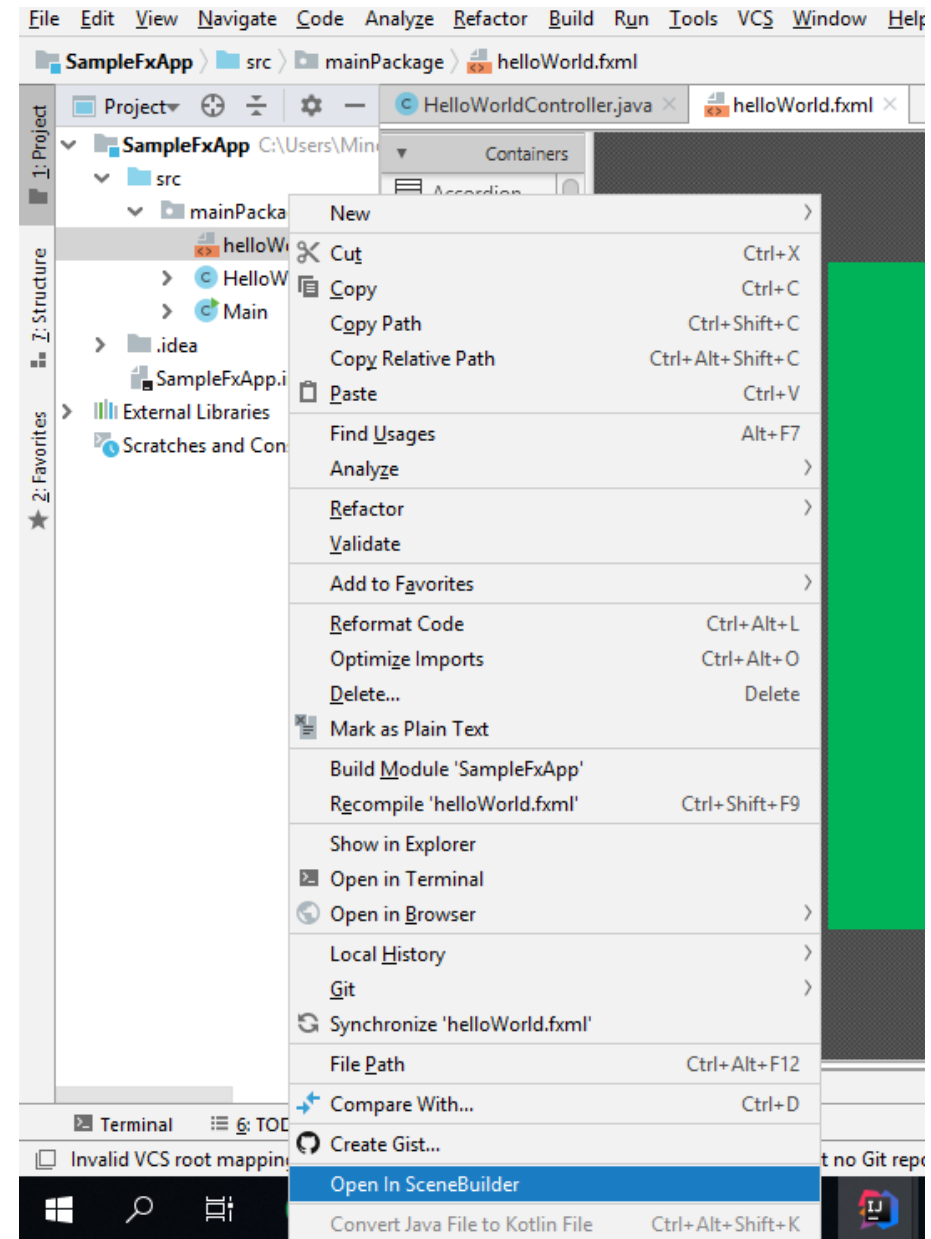 File Edit View Navigate Code Analyze Refactor Build Run Tools VCS Window Help
SampleFxApp src mainPackage helloWorld.fxml
Project HelloWorldController.java helloWorld.fxml
1: Project
7: Structure
2: Favorites
SampleFxApp C:\Users\Min
src
mainPacka
helloW
HelloW
Main
.idea
SampleFxApp.i
External Libraries
Scratches and Con
Containers
Accordion
New
Cut Ctrl+X
Copy Ctrl+C
Copy Path Ctrl+Shift+C
Copy Relative Path Ctrl+Alt+Shift+C
Paste Ctrl+V
Find Usages Alt+F7
Analyze
Refactor
Validate
Add to Favorites
Reformat Code Ctrl+Alt+L
Optimize Imports Ctrl+Alt+O
Delete... Delete
Mark as Plain Text
Build Module 'SampleFxApp'
Recompile 'helloWorld.fxml' Ctrl+Shift+F9
Show in Explorer
Open in Terminal
Open in Browser
Local History
Git
Synchronize 'helloWorld.fxml'
File Path Ctrl+Alt+F12
Compare With... Ctrl+D
Create Gist...
Open In SceneBuilder
Convert Java File to Kotlin File Ctrl+Alt+Shift+K
Terminal 6: TOD
Invalid VCS root mappin t no Git repo
IJ